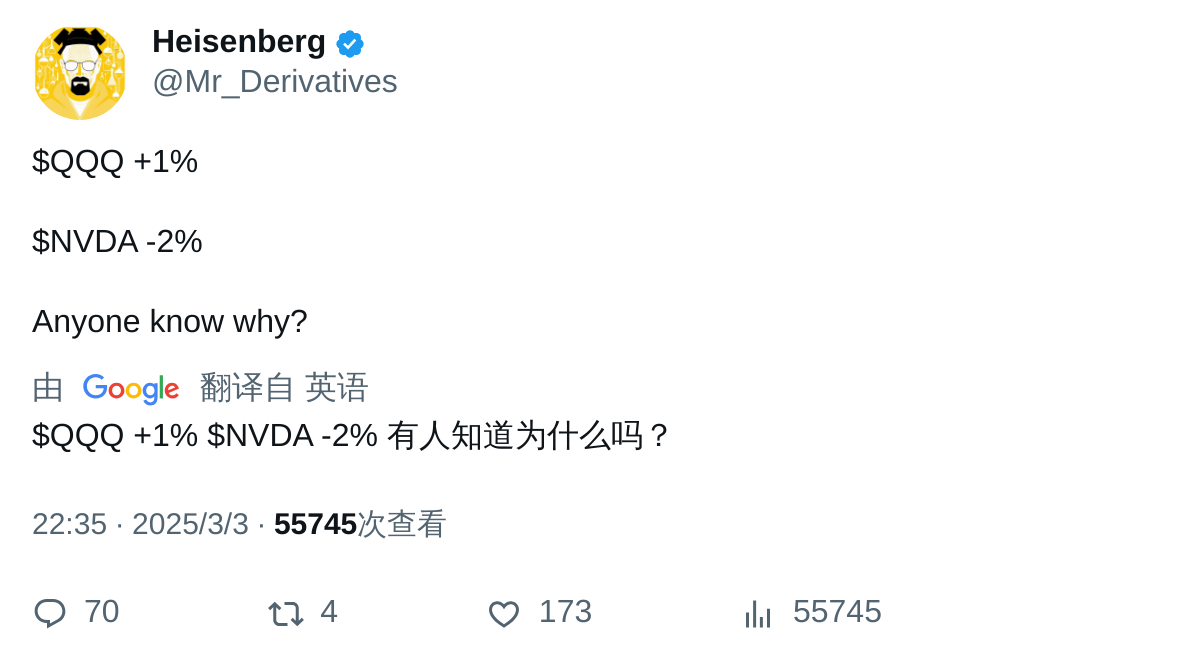 Heisenberg
@Mr_Derivatives
$QQQ +1%
$NVDA -2%
Anyone know why?
由 Google 翻译自 英语
$QQQ +1% $NVDA -2% 有人知道为什么吗？
22:35 · 2025/3/3 · 55745次查看
70 4 173 55745